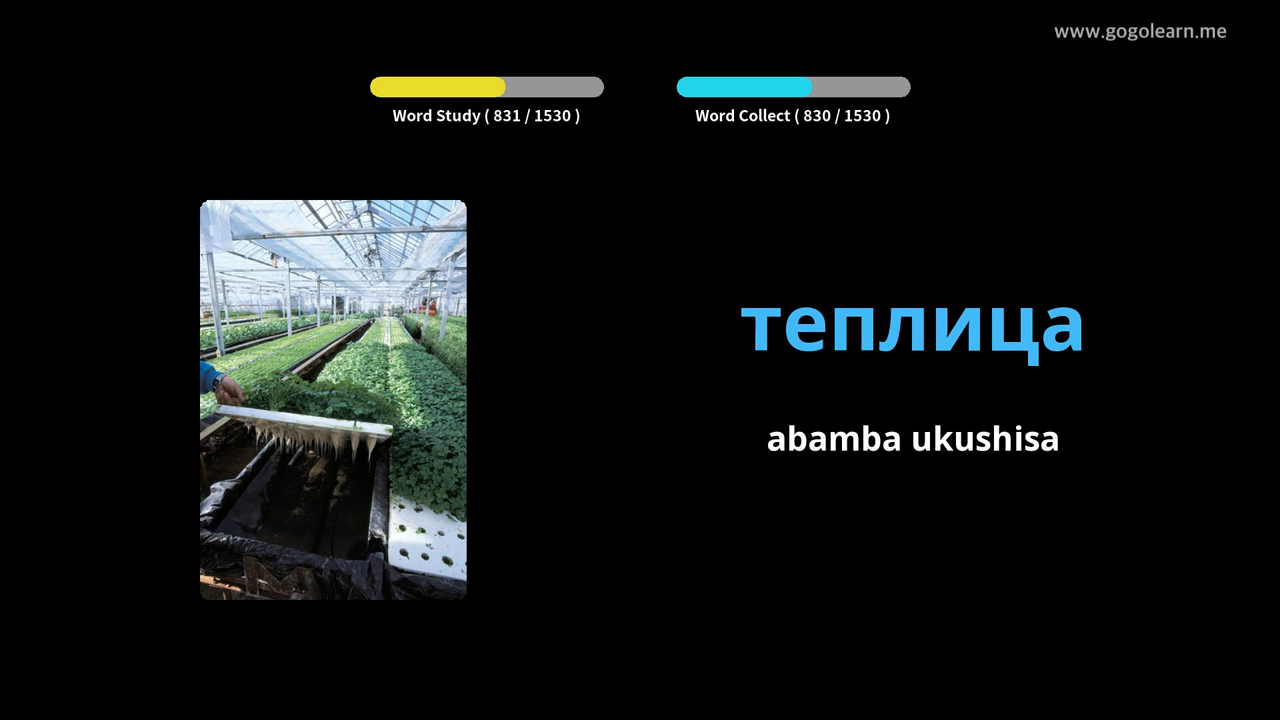 www.gogolearn.me
Word Study ( 831 / 1530 )
Word Collect ( 830 / 1530 )
теплица
abamba ukushisa